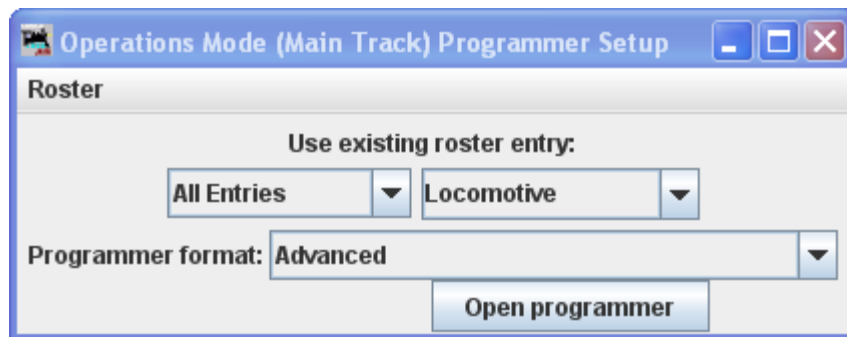 Operations Mode (Main Track) Programmer Setup
Roster
Use existing roster entry:
All Entries Locomotive
Programmer format: Advanced
Open programmer